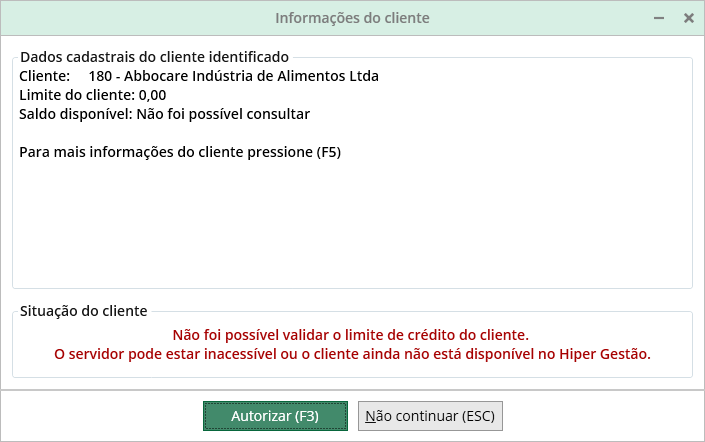 Informações do cliente
Dados cadastrais do cliente identificado
Cliente: 180 - Abbocare Indústria de Alimentos Ltda
Limite do cliente: 0,00
Saldo disponível: Não foi possível consultar
Para mais informações do cliente pressione (F5)
Situação do cliente
Não foi possível validar o limite de crédito do cliente.
O servidor pode estar inacessível ou o cliente ainda não está disponível no Hiper Gestão.
Autorizar (F3)
Não continuar (ESC)